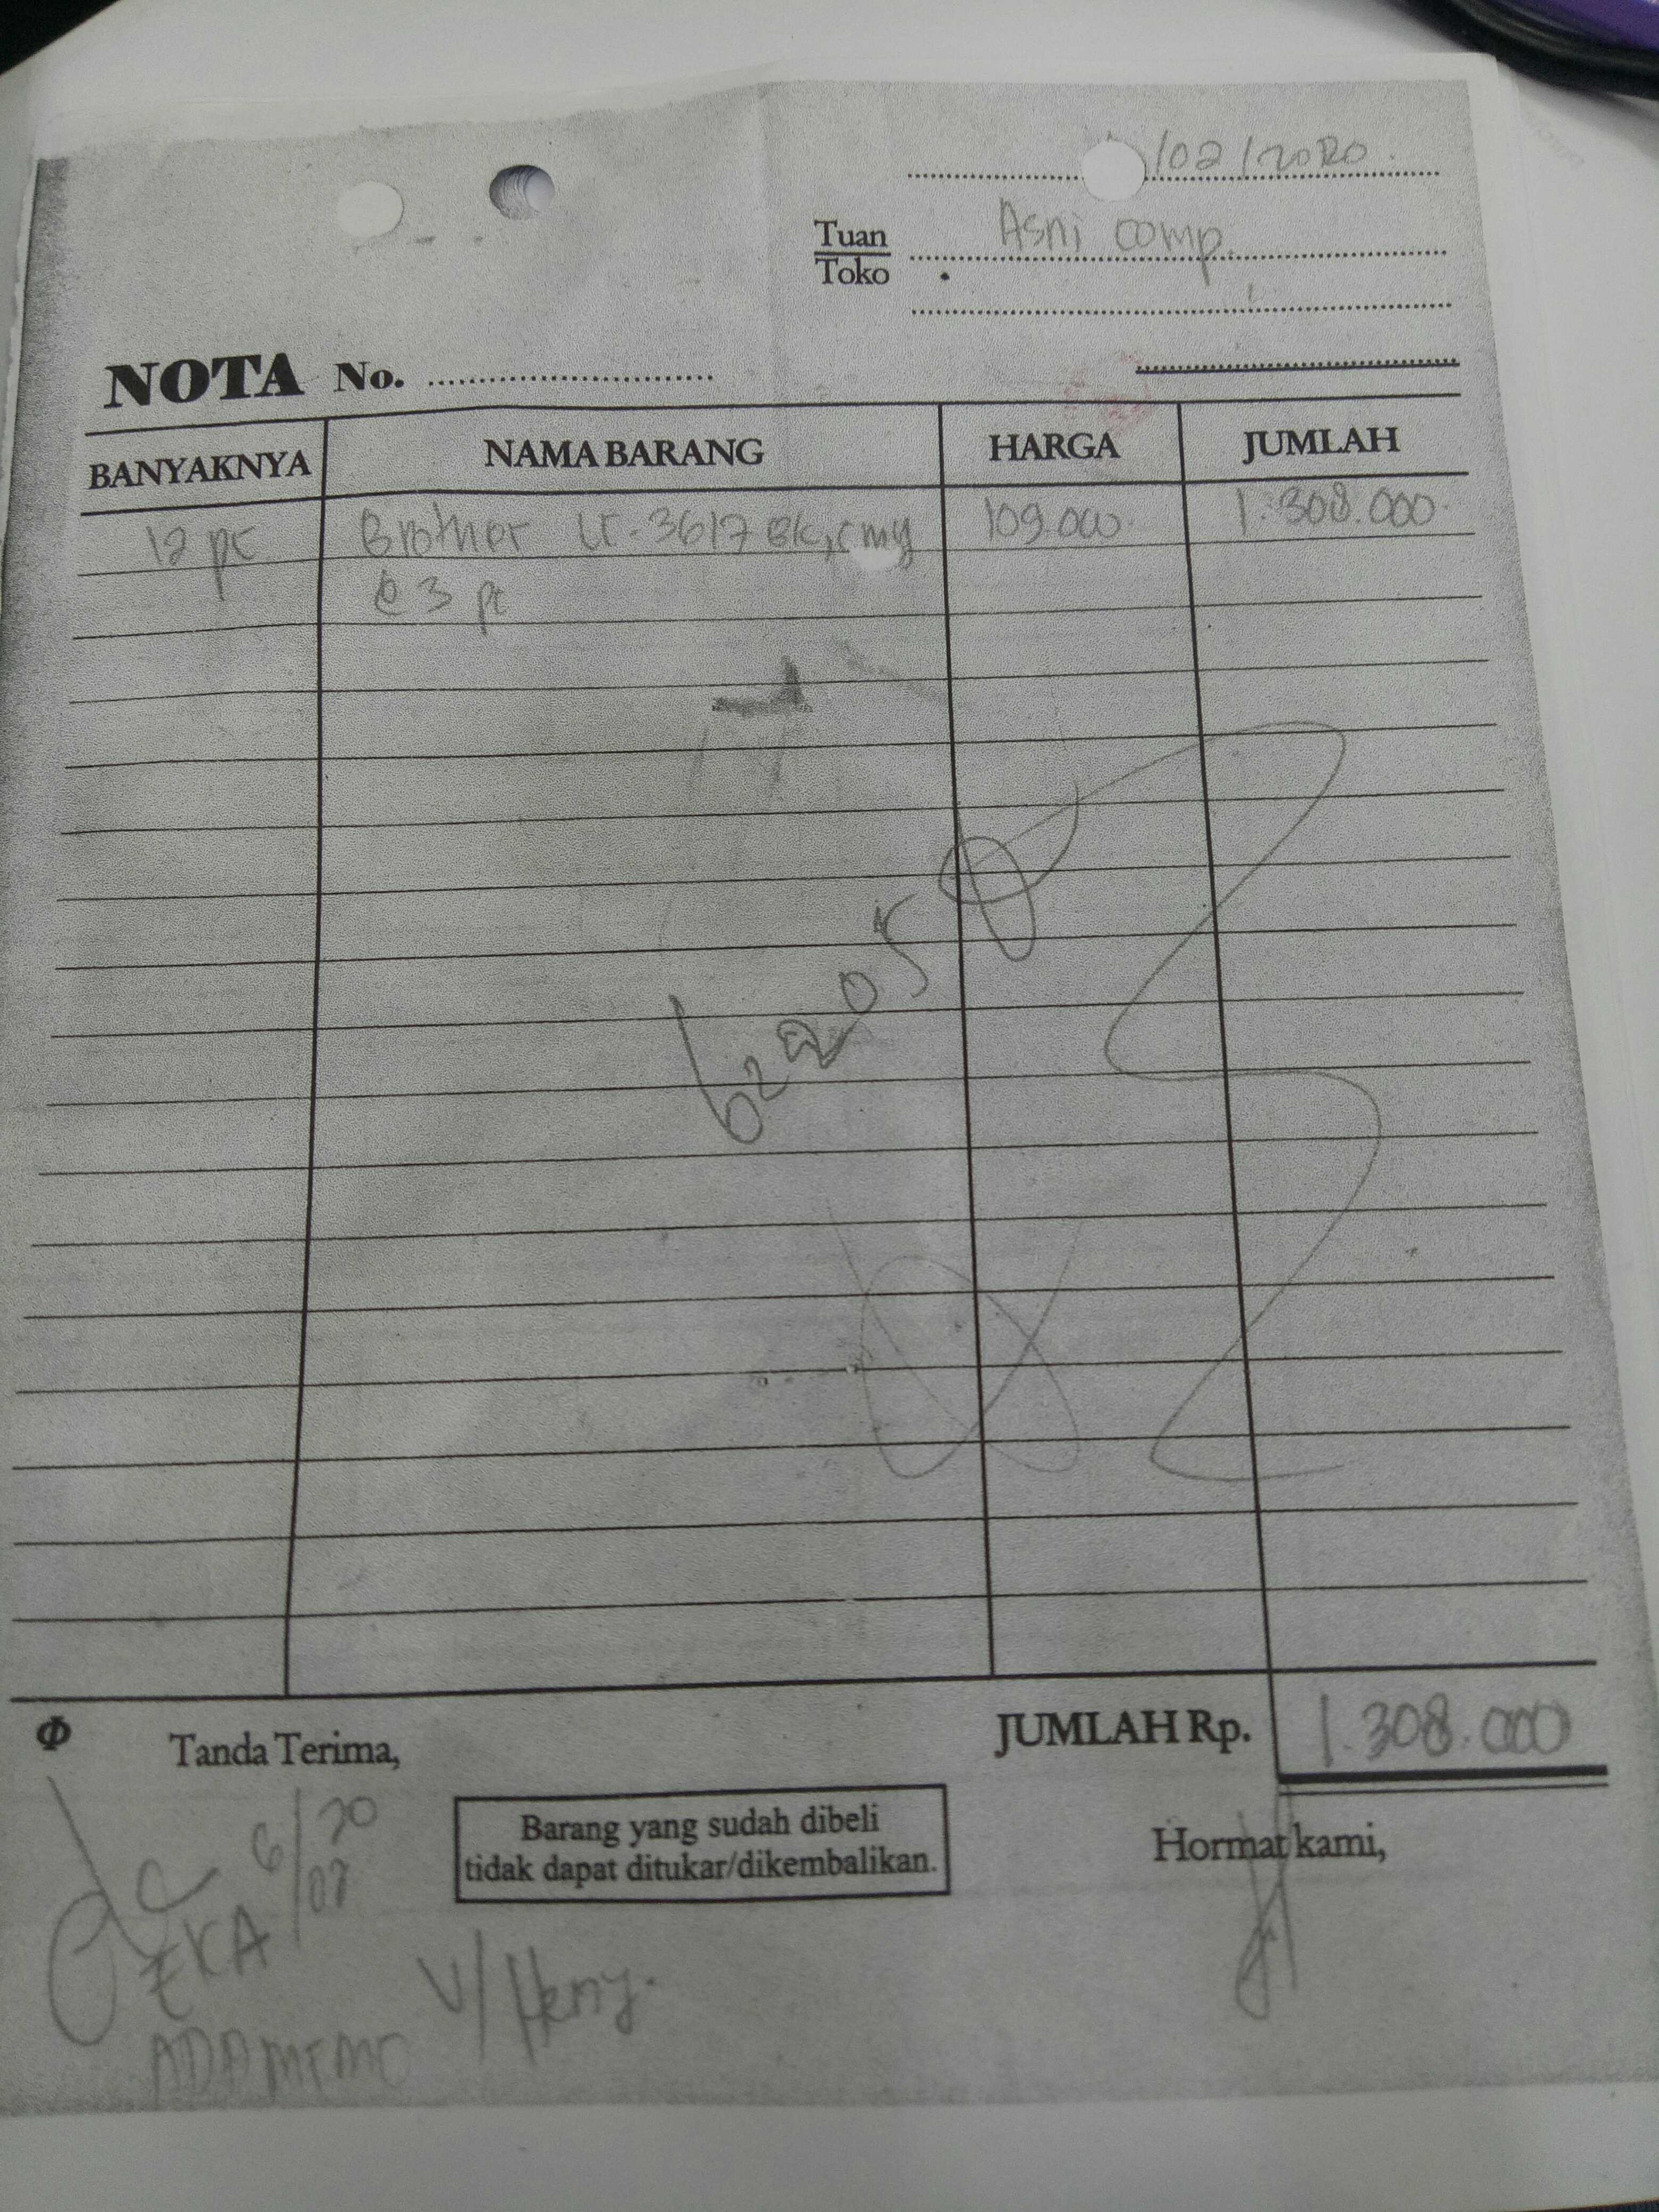 /02/2020.
Tuan
Toko
Asni comp.
NOTA No.
BANYAKNYA NAMA BARANG HARGA JUMLAH
12 pc Brother LC-3617 BK,CMY 109.000 1.308.000
@ 3 pc
62205
JUMLAH Rp. 1.308.000
Tanda Terima,
Barang yang sudah dibeli
tidak dapat ditukar/dikembalikan.
Hormat kami,
6/20
02
EKA
V/Heny.
ADA MEMO